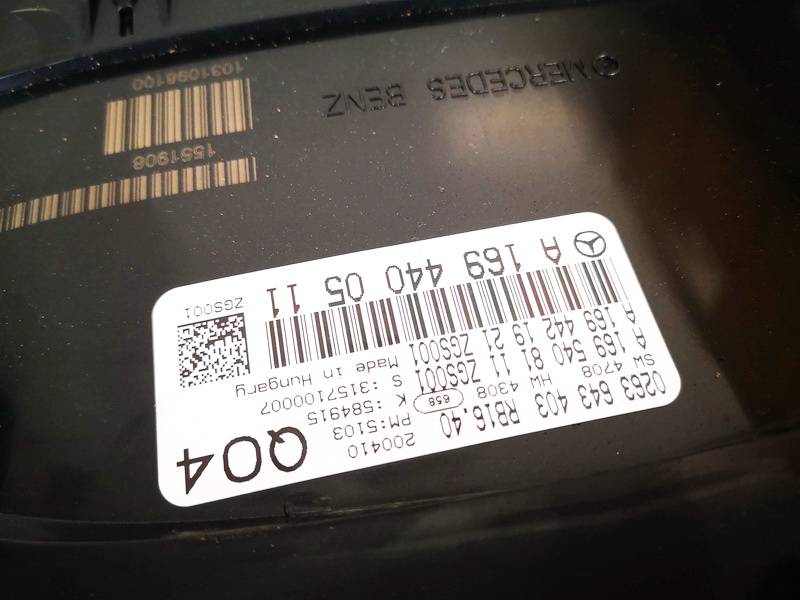 0263 643 403 RB16.40
200410
Q04
SW 4708 HW 4308 658
PM:5103
K :584915
A 169 540 81 11 ZGS001
S :3157100007
A 169 442 19 21 ZGS001
Made in Hungary
A 169 440 05 11
ZGS001
MERCEDES BENZ
1551908
1031098100